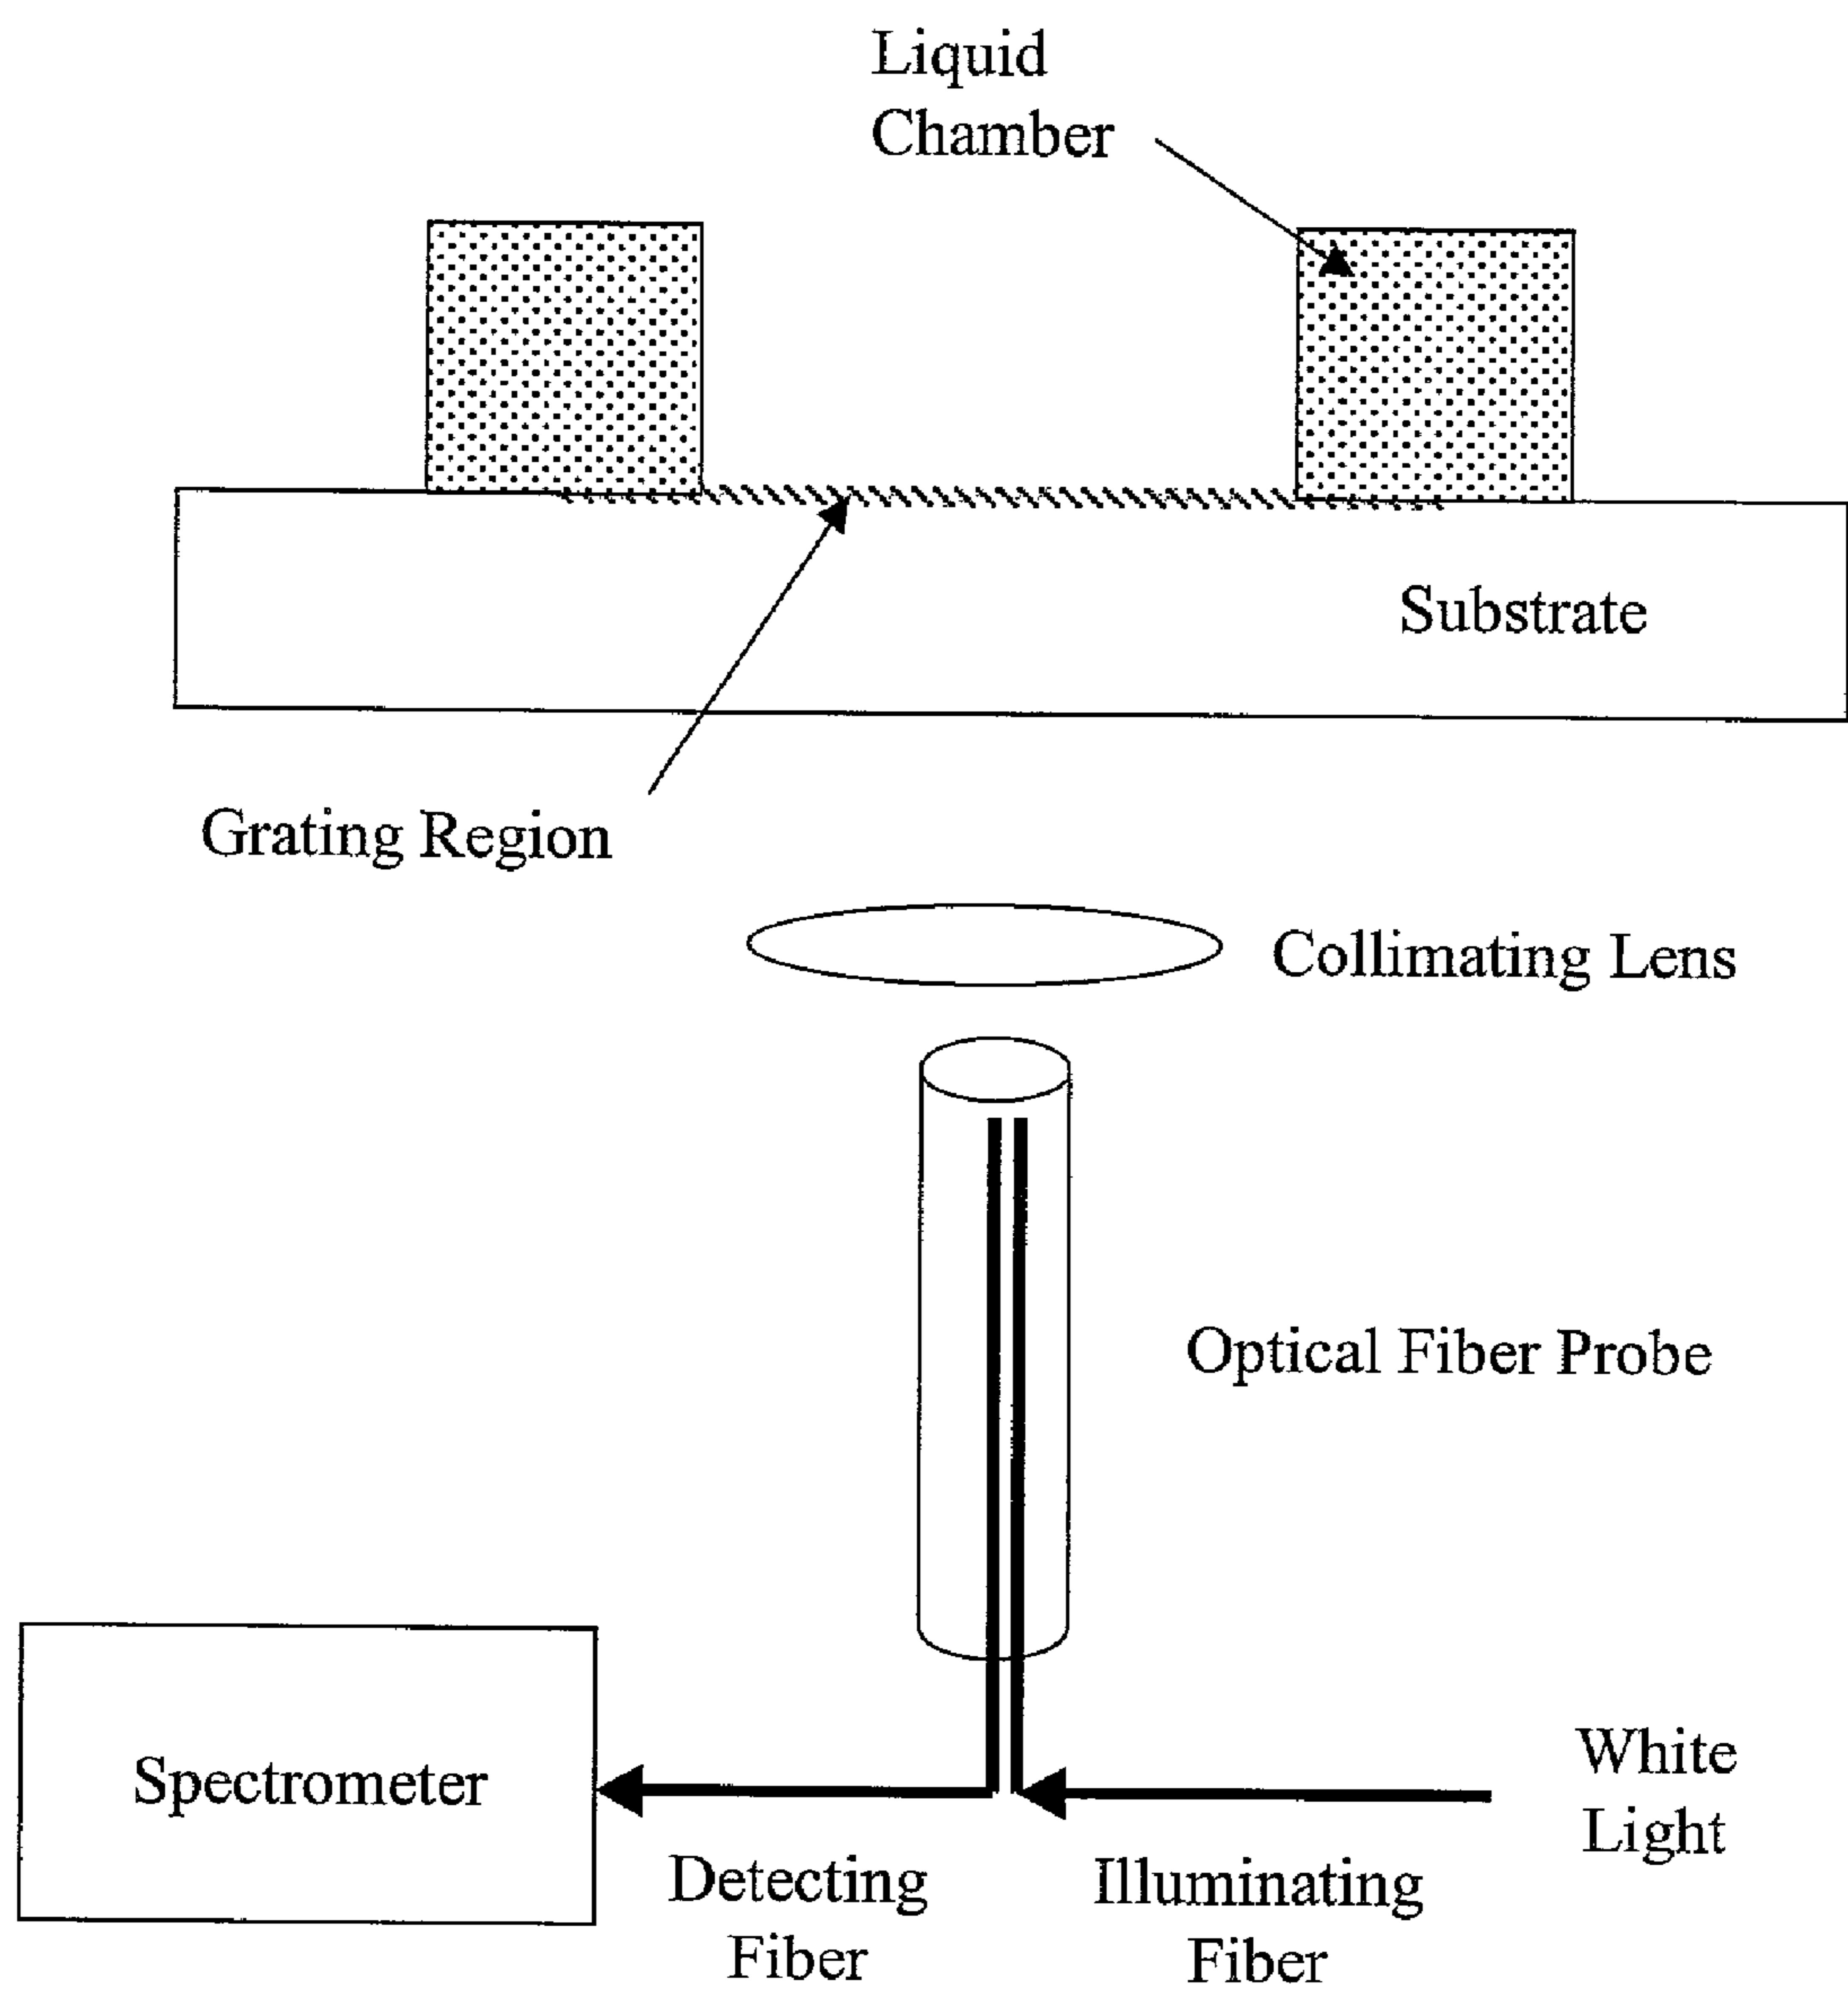 Liquid
Chamber
Substrate
Grating Region
Collimating Lens
Optical Fiber Probe
Spectrometer
White
Light
Detecting
Fiber
Illuminating
Fiber